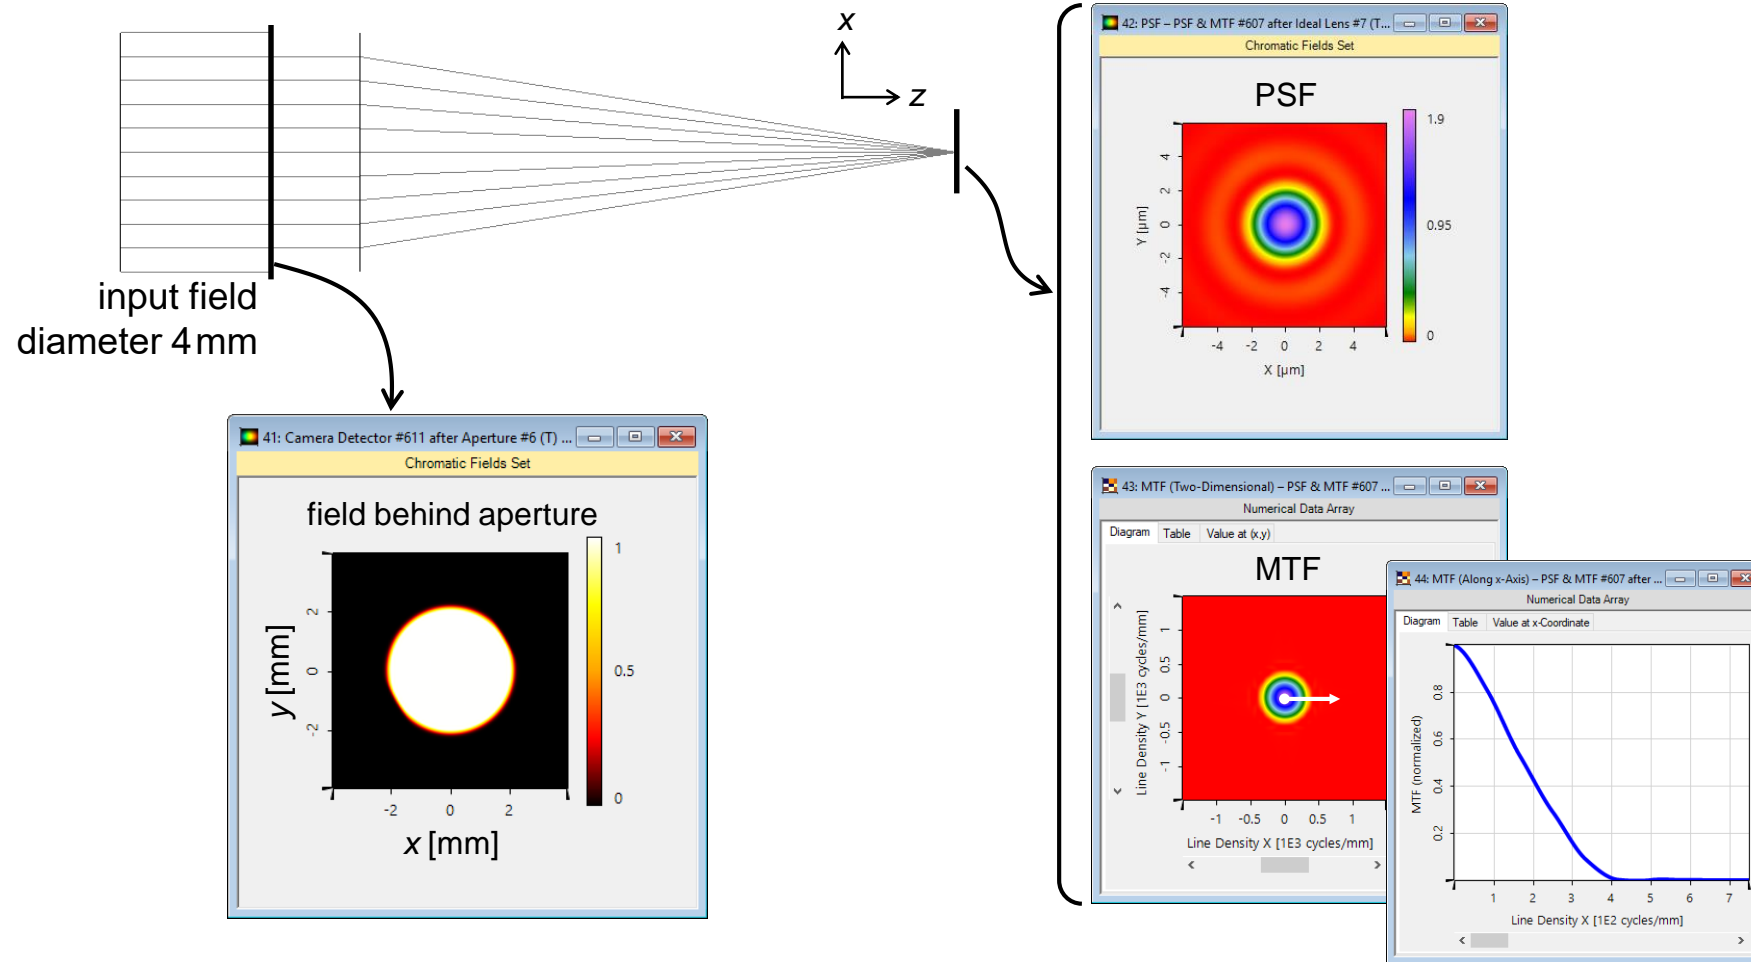 x
z
input field
diameter 4 mm
41: Camera Detector #611 after Aperture #6 (T) ...
Chromatic Fields Set
field behind aperture
1
0.5
0
2
0
-2
y [mm]
-2 0 2
x [mm]
42: PSF – PSF & MTF #607 after Ideal Lens #7 (T...
Chromatic Fields Set
PSF
1.9
0.95
0
4
2
0
-2
-4
Y [µm]
-4 -2 0 2 4
X [µm]
43: MTF (Two-Dimensional) – PSF & MTF #607 ...
Numerical Data Array
Diagram Table Value at (x,y)
MTF
1
0.5
0
-0.5
-1
Line Density Y [1E3 cycles/mm]
-1 -0.5 0 0.5 1
Line Density X [1E3 cycles/mm]
44: MTF (Along x-Axis) – PSF & MTF #607 after ...
Numerical Data Array
Diagram Table Value at x-Coordinate
0.8
0.6
0.4
0.2
MTF (normalized)
1 2 3 4 5 6 7
Line Density X [1E2 cycles/mm]